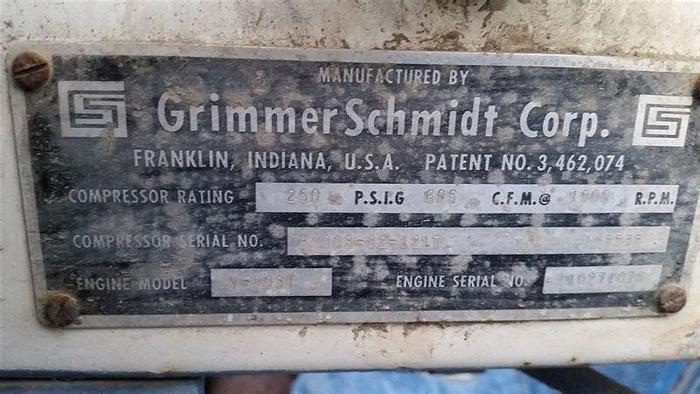 MANUFACTURED BY
GrimmerSchmidt Corp.
FRANKLIN, INDIANA, U.S.A. PATENT NO. 3,462,074
COMPRESSOR RATING 250 P.S.I.G 605 C.F.M.@ 1800 R.P.M.
COMPRESSOR SERIAL NO.
ENGINE MODEL ENGINE SERIAL NO.